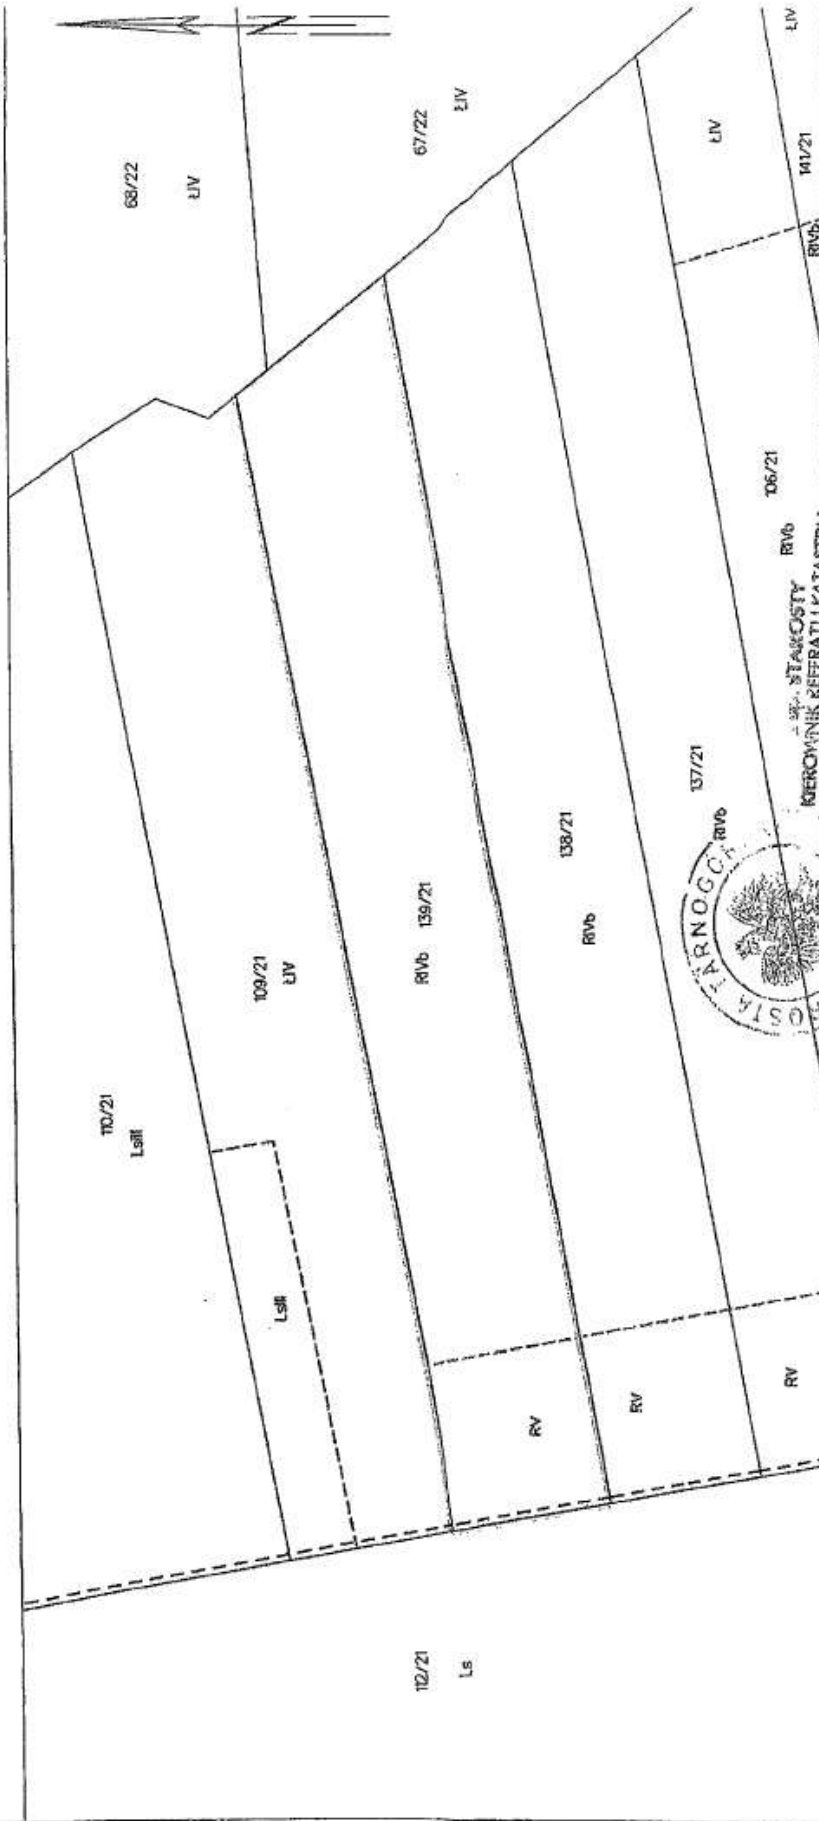 68/22
ŁIV
67/22
ŁIV
ŁIV
ŁIV
141/21
RIVb
106/21
RIVb
STAROSTY
KIEROWNIK REFERATU KATASTRU
137/21
RIVb
138/21
RIVb
139/21
RIVb
109/21
ŁIV
110/21
LsIII
LsIII
RV
RV
RV
112/21
Ls
OSTA TARNOGÓR
N